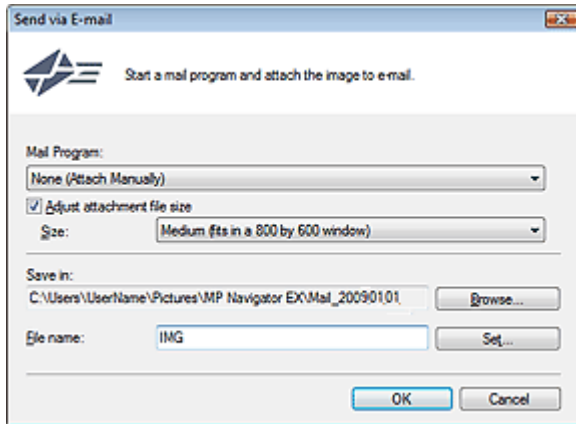 Send via E-mail
Start a mail program and attach the image to e-mail.
Mail Program:
None (Attach Manually)
Adjust attachment file size
Size: Medium (fits in a 800 by 600 window)
Save in:
C:\Users\UserName\Pictures\MP Navigator EX\Mail_20090101 Browse...
File name: IMG Set...
OK Cancel